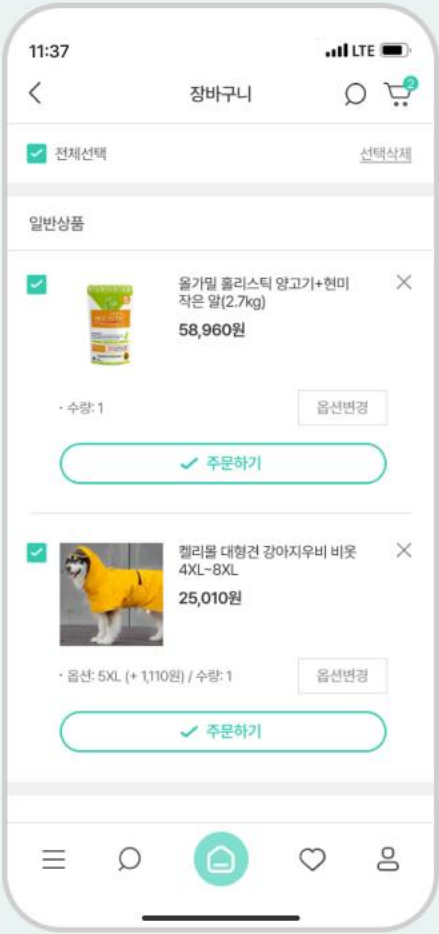 11:37
LTE
장바구니
2
전체선택
선택삭제
일반상품
올가밀 홀리스틱 양고기+현미
작은 알(2.7kg)
58,960원
· 수량: 1
옵션변경
주문하기
켈리몰 대형견 강아지우비 비옷
4XL~8XL
25,010원
· 옵션: 5XL (+ 1,110원) / 수량: 1
옵션변경
주문하기